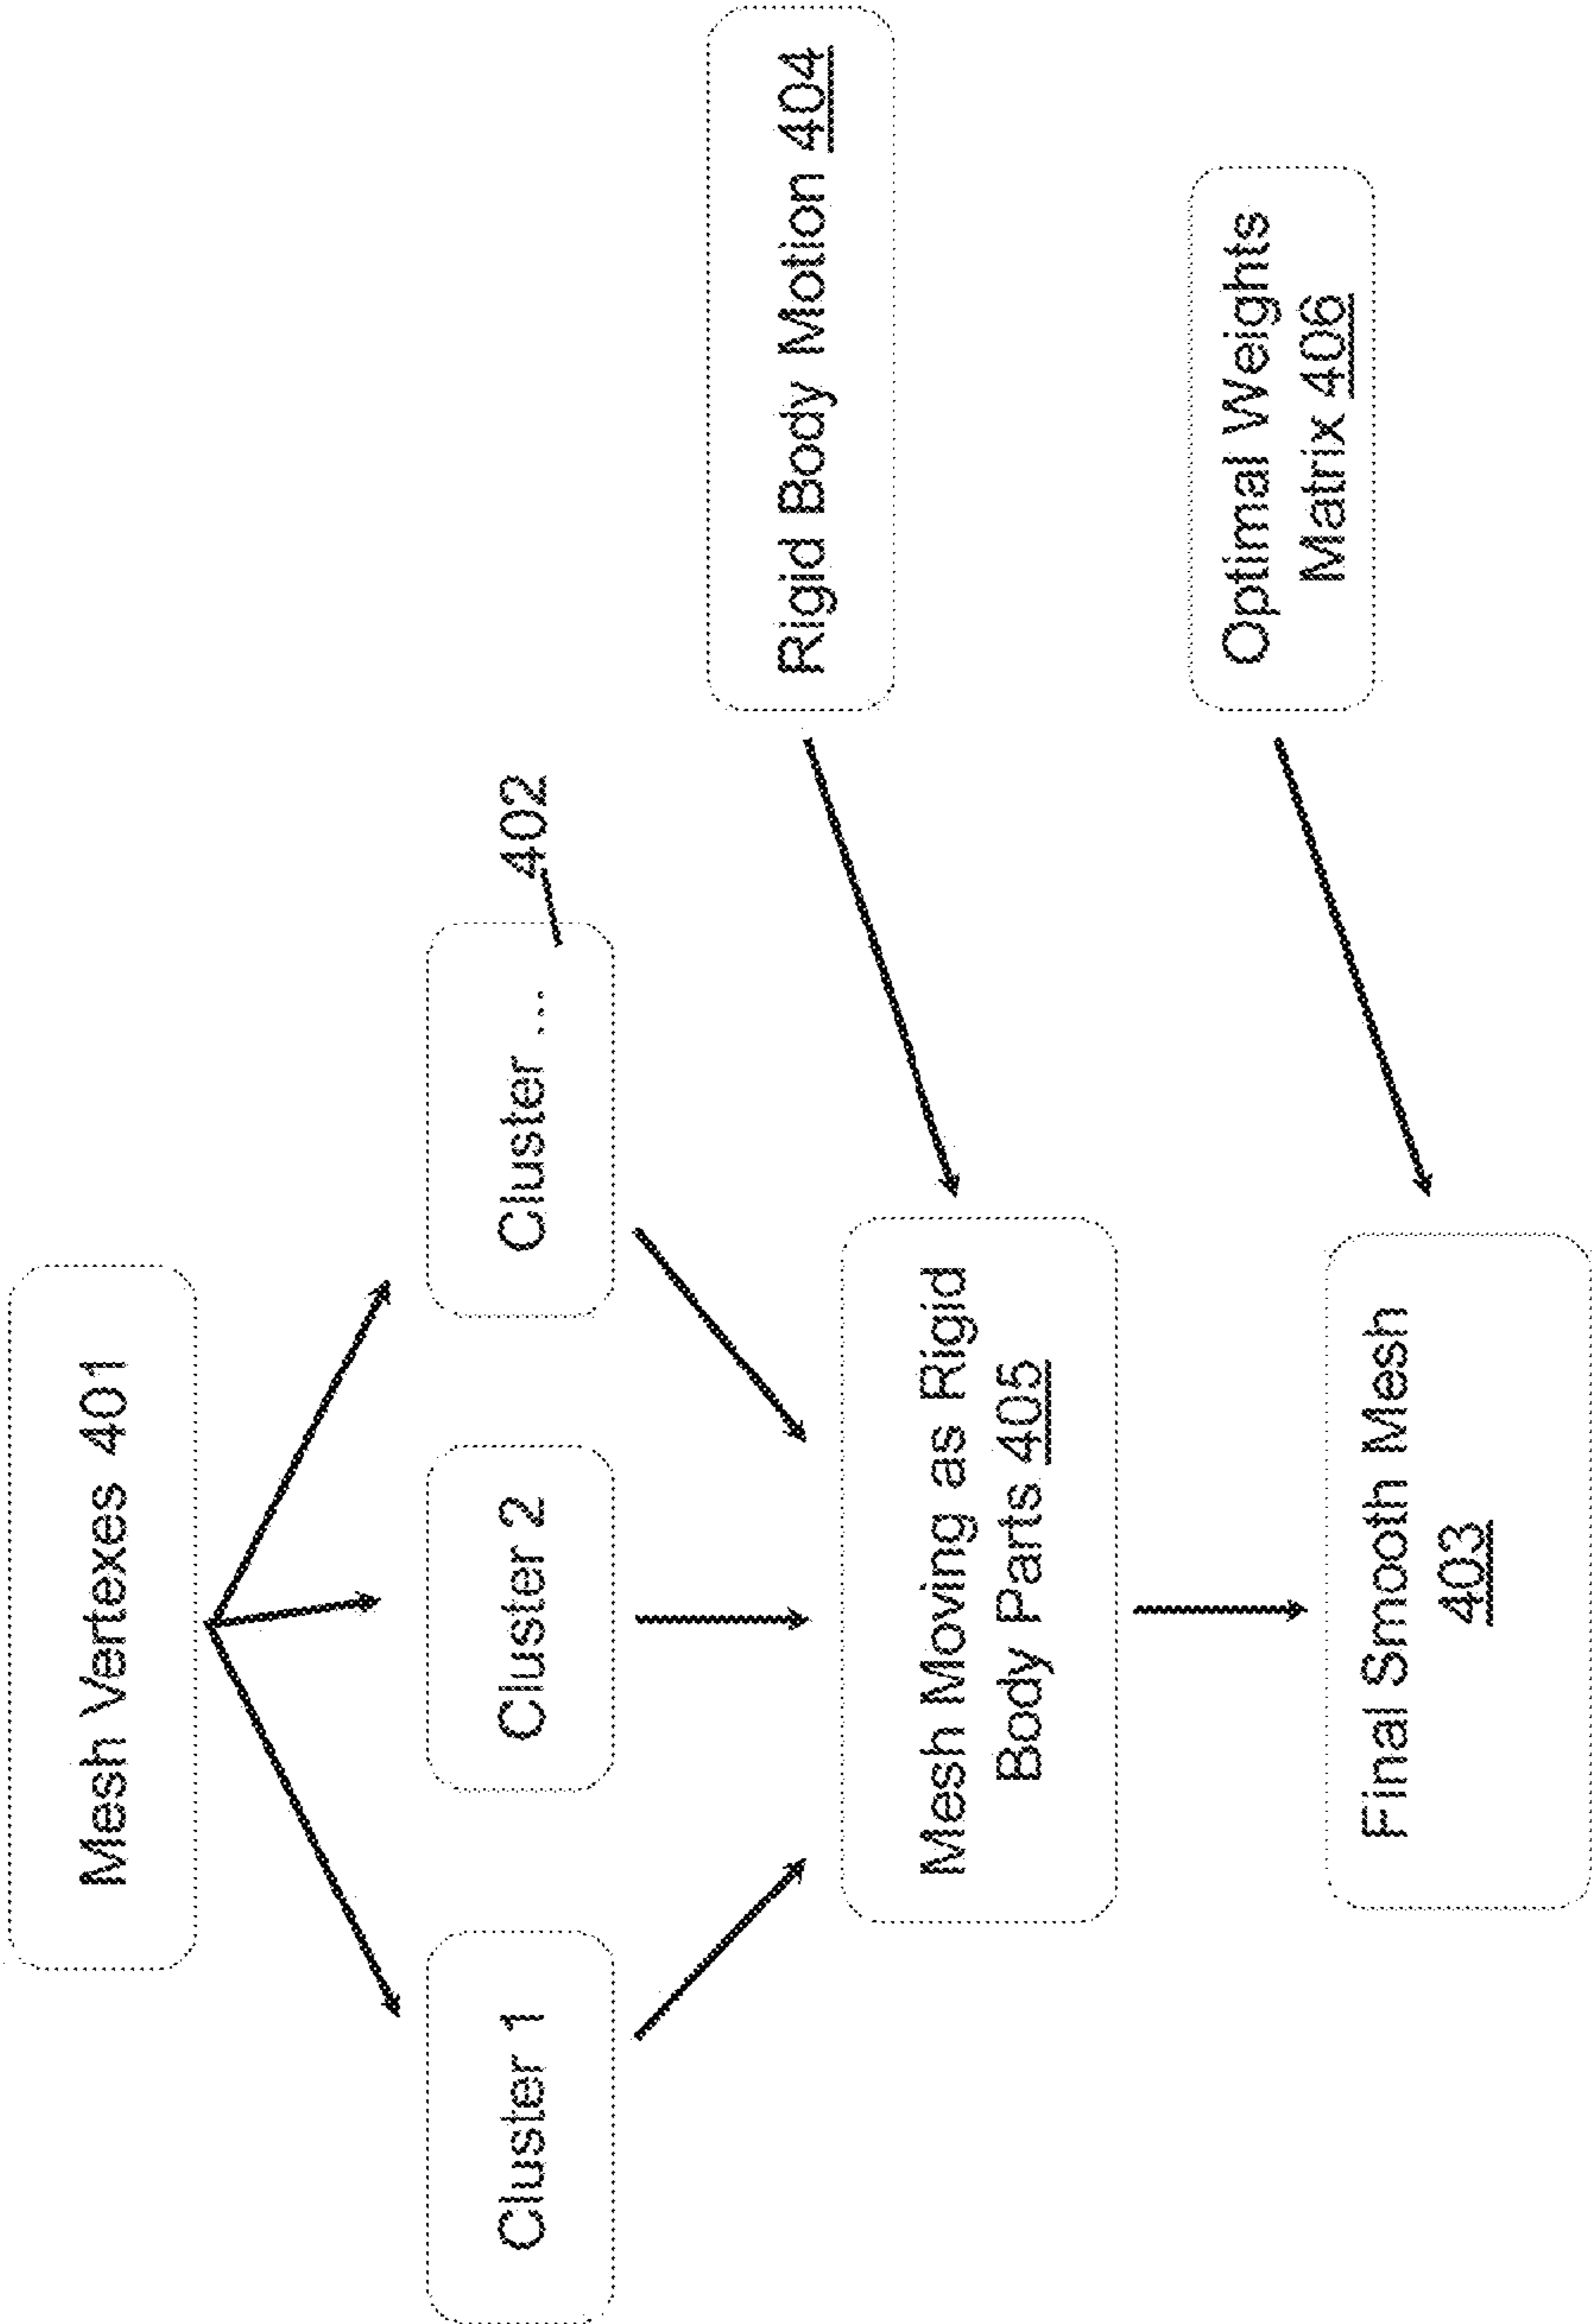 Mesh Vertexes 401
Cluster 1
Cluster 2
Cluster ...
402
Rigid Body Motion 404
Mesh Moving as Rigid
Body Parts 405
Optimal Weights
Matrix 406
Final Smooth Mesh
403